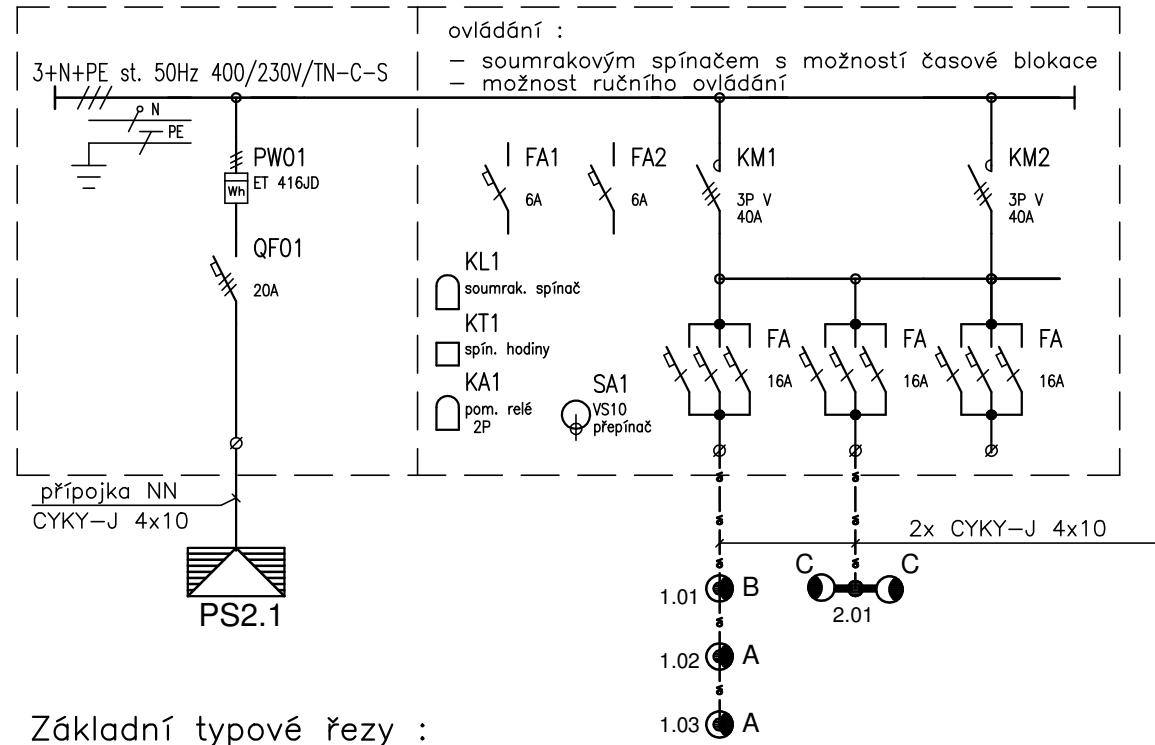 ovládání :
– soumrakovým spínačem s možností časové blokace
– možnost ručního ovládání
3+N+PE st. 50Hz 400/230V/TN–C–S
N
PE
PW01
ET 416JD
Wh
QF01
20A
FA1
6A
FA2
6A
KM1
3P V
40A
KM2
3P V
40A
KL1
soumrak. spínač
KT1
spín. hodiny
KA1
pom. relé
2P
SA1
VS10
přepínač
FA
16A
FA
16A
FA
16A
přípojka NN
CYKY–J 4x10
PS2.1
2x CYKY–J 4x10
1.01
B
C
C
2.01
1.02
A
1.03
A
Základní typové řezy :